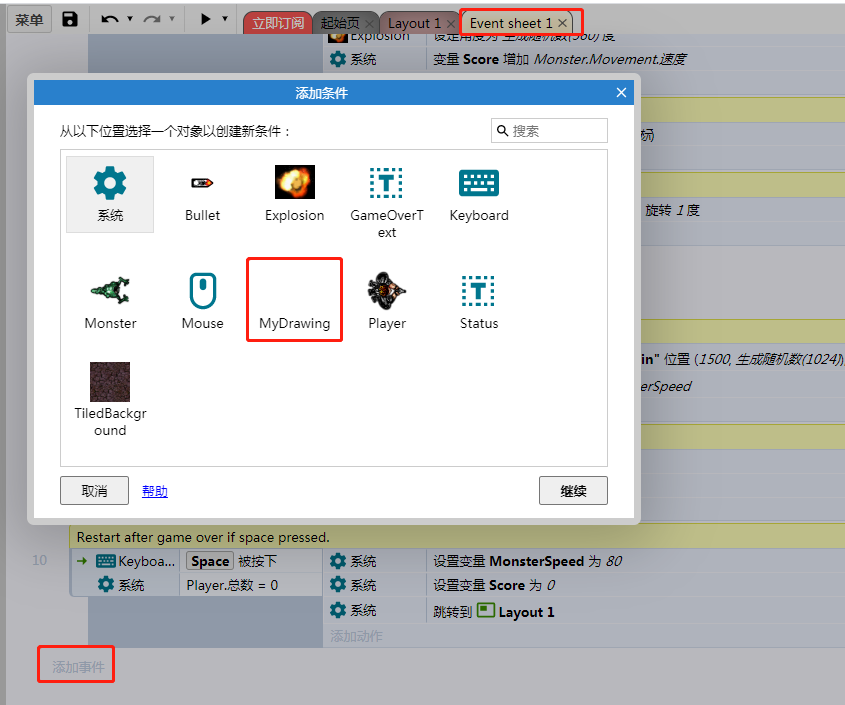 菜单
立即订阅
起始页
Layout 1
Event sheet 1
Explosion 设定角度为 生成随机数(360) 度
系统 变量 Score 增加 Monster.Movement.速度
添加条件
从以下位置选择一个对象以创建新条件：
搜索
系统
Bullet
Explosion
GameOverT
ext
Keyboard
旋转 1 度
Monster
Mouse
MyDrawing
Player
Status
in" 位置 (1500, 生成随机数(1024))
erSpeed
TiledBackgr
ound
取消
帮助
继续
Restart after game over if space pressed.
10
Keyboa... Space 被按下 系统 设置变量 MonsterSpeed 为 80
系统 Player.总数 = 0 系统 设置变量 Score 为 0
系统 跳转到 Layout 1
添加动作
添加事件